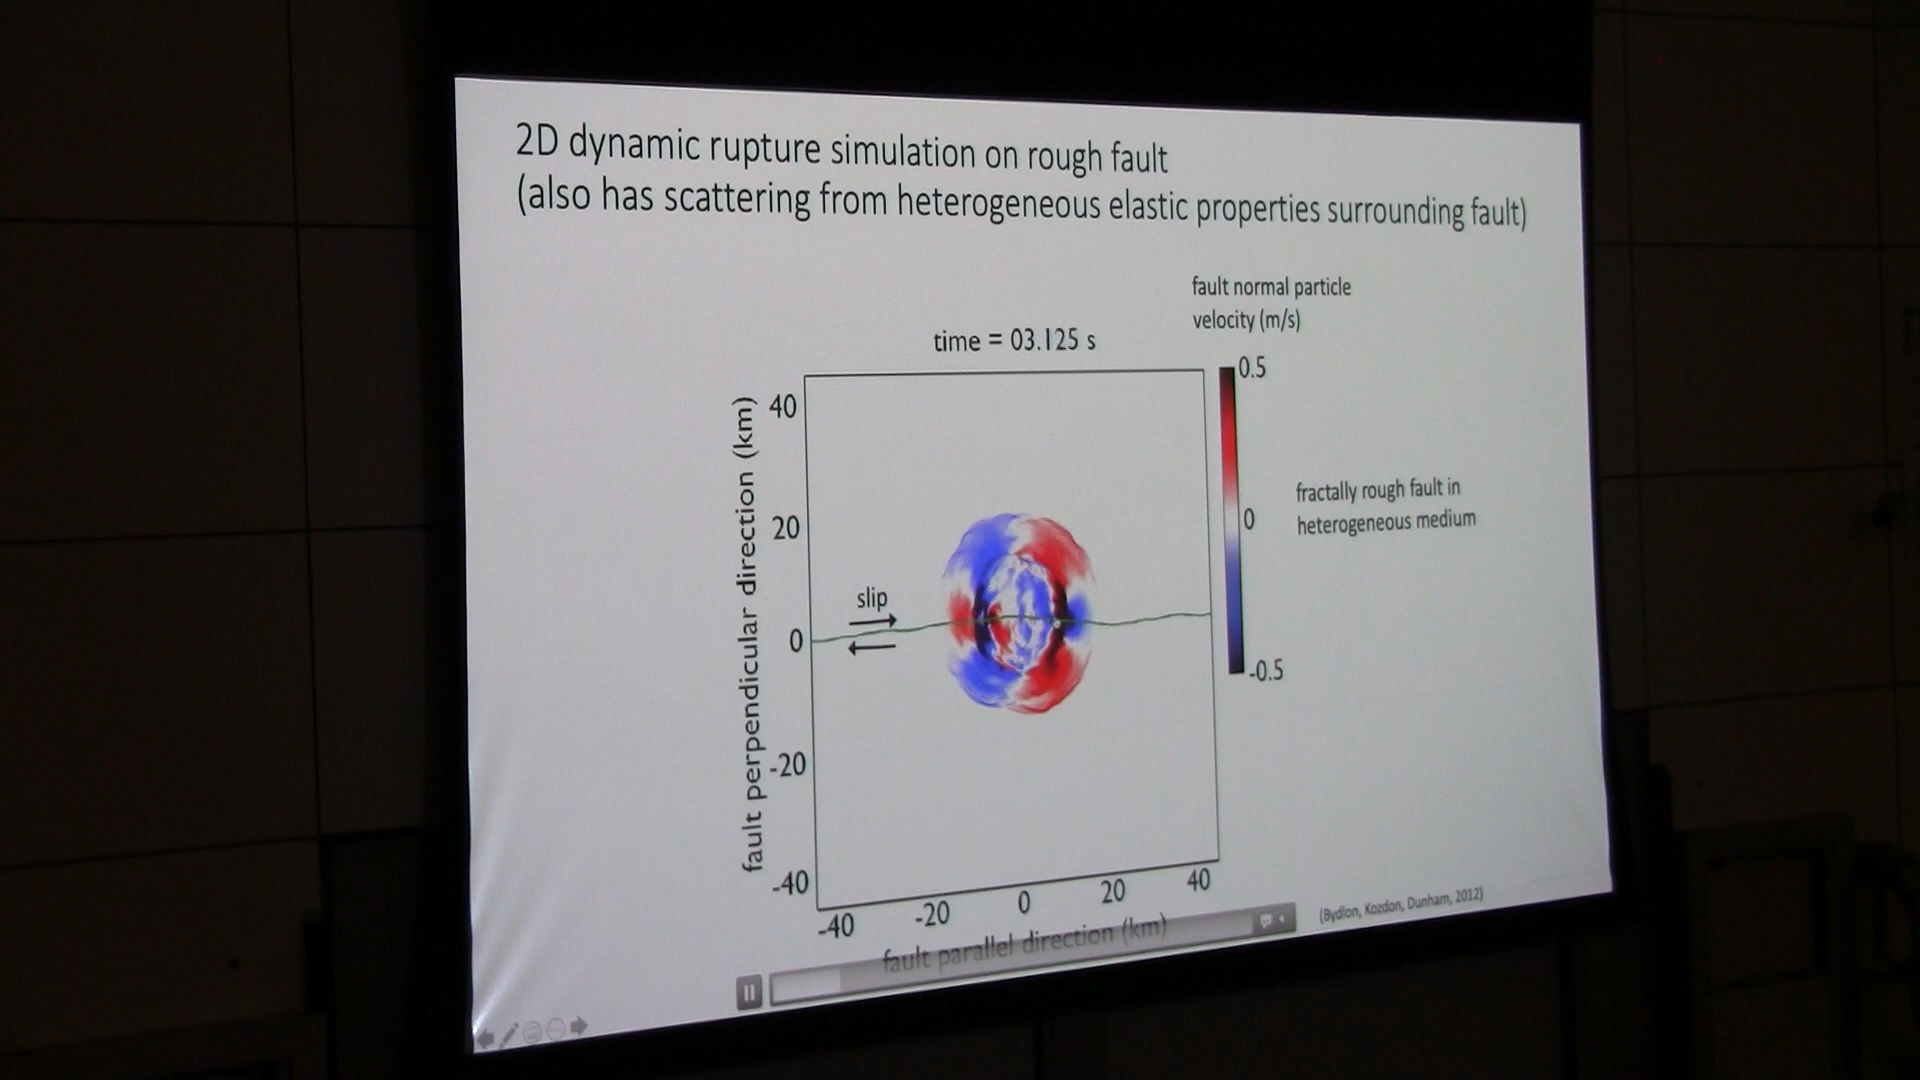 2D dynamic rupture simulation on rough fault
(also has scattering from heterogeneous elastic properties surrounding fault)
fault normal particle
velocity (m/s)
time = 03.125 s
0.5
0
-0.5
fractally rough fault in
heterogeneous medium
fault perpendicular direction (km)
40
20
0
-20
-40
slip
-40
-20
0
20
40
fault parallel direction (km)
(Bydlon, Kozdon, Dunham, 2012)